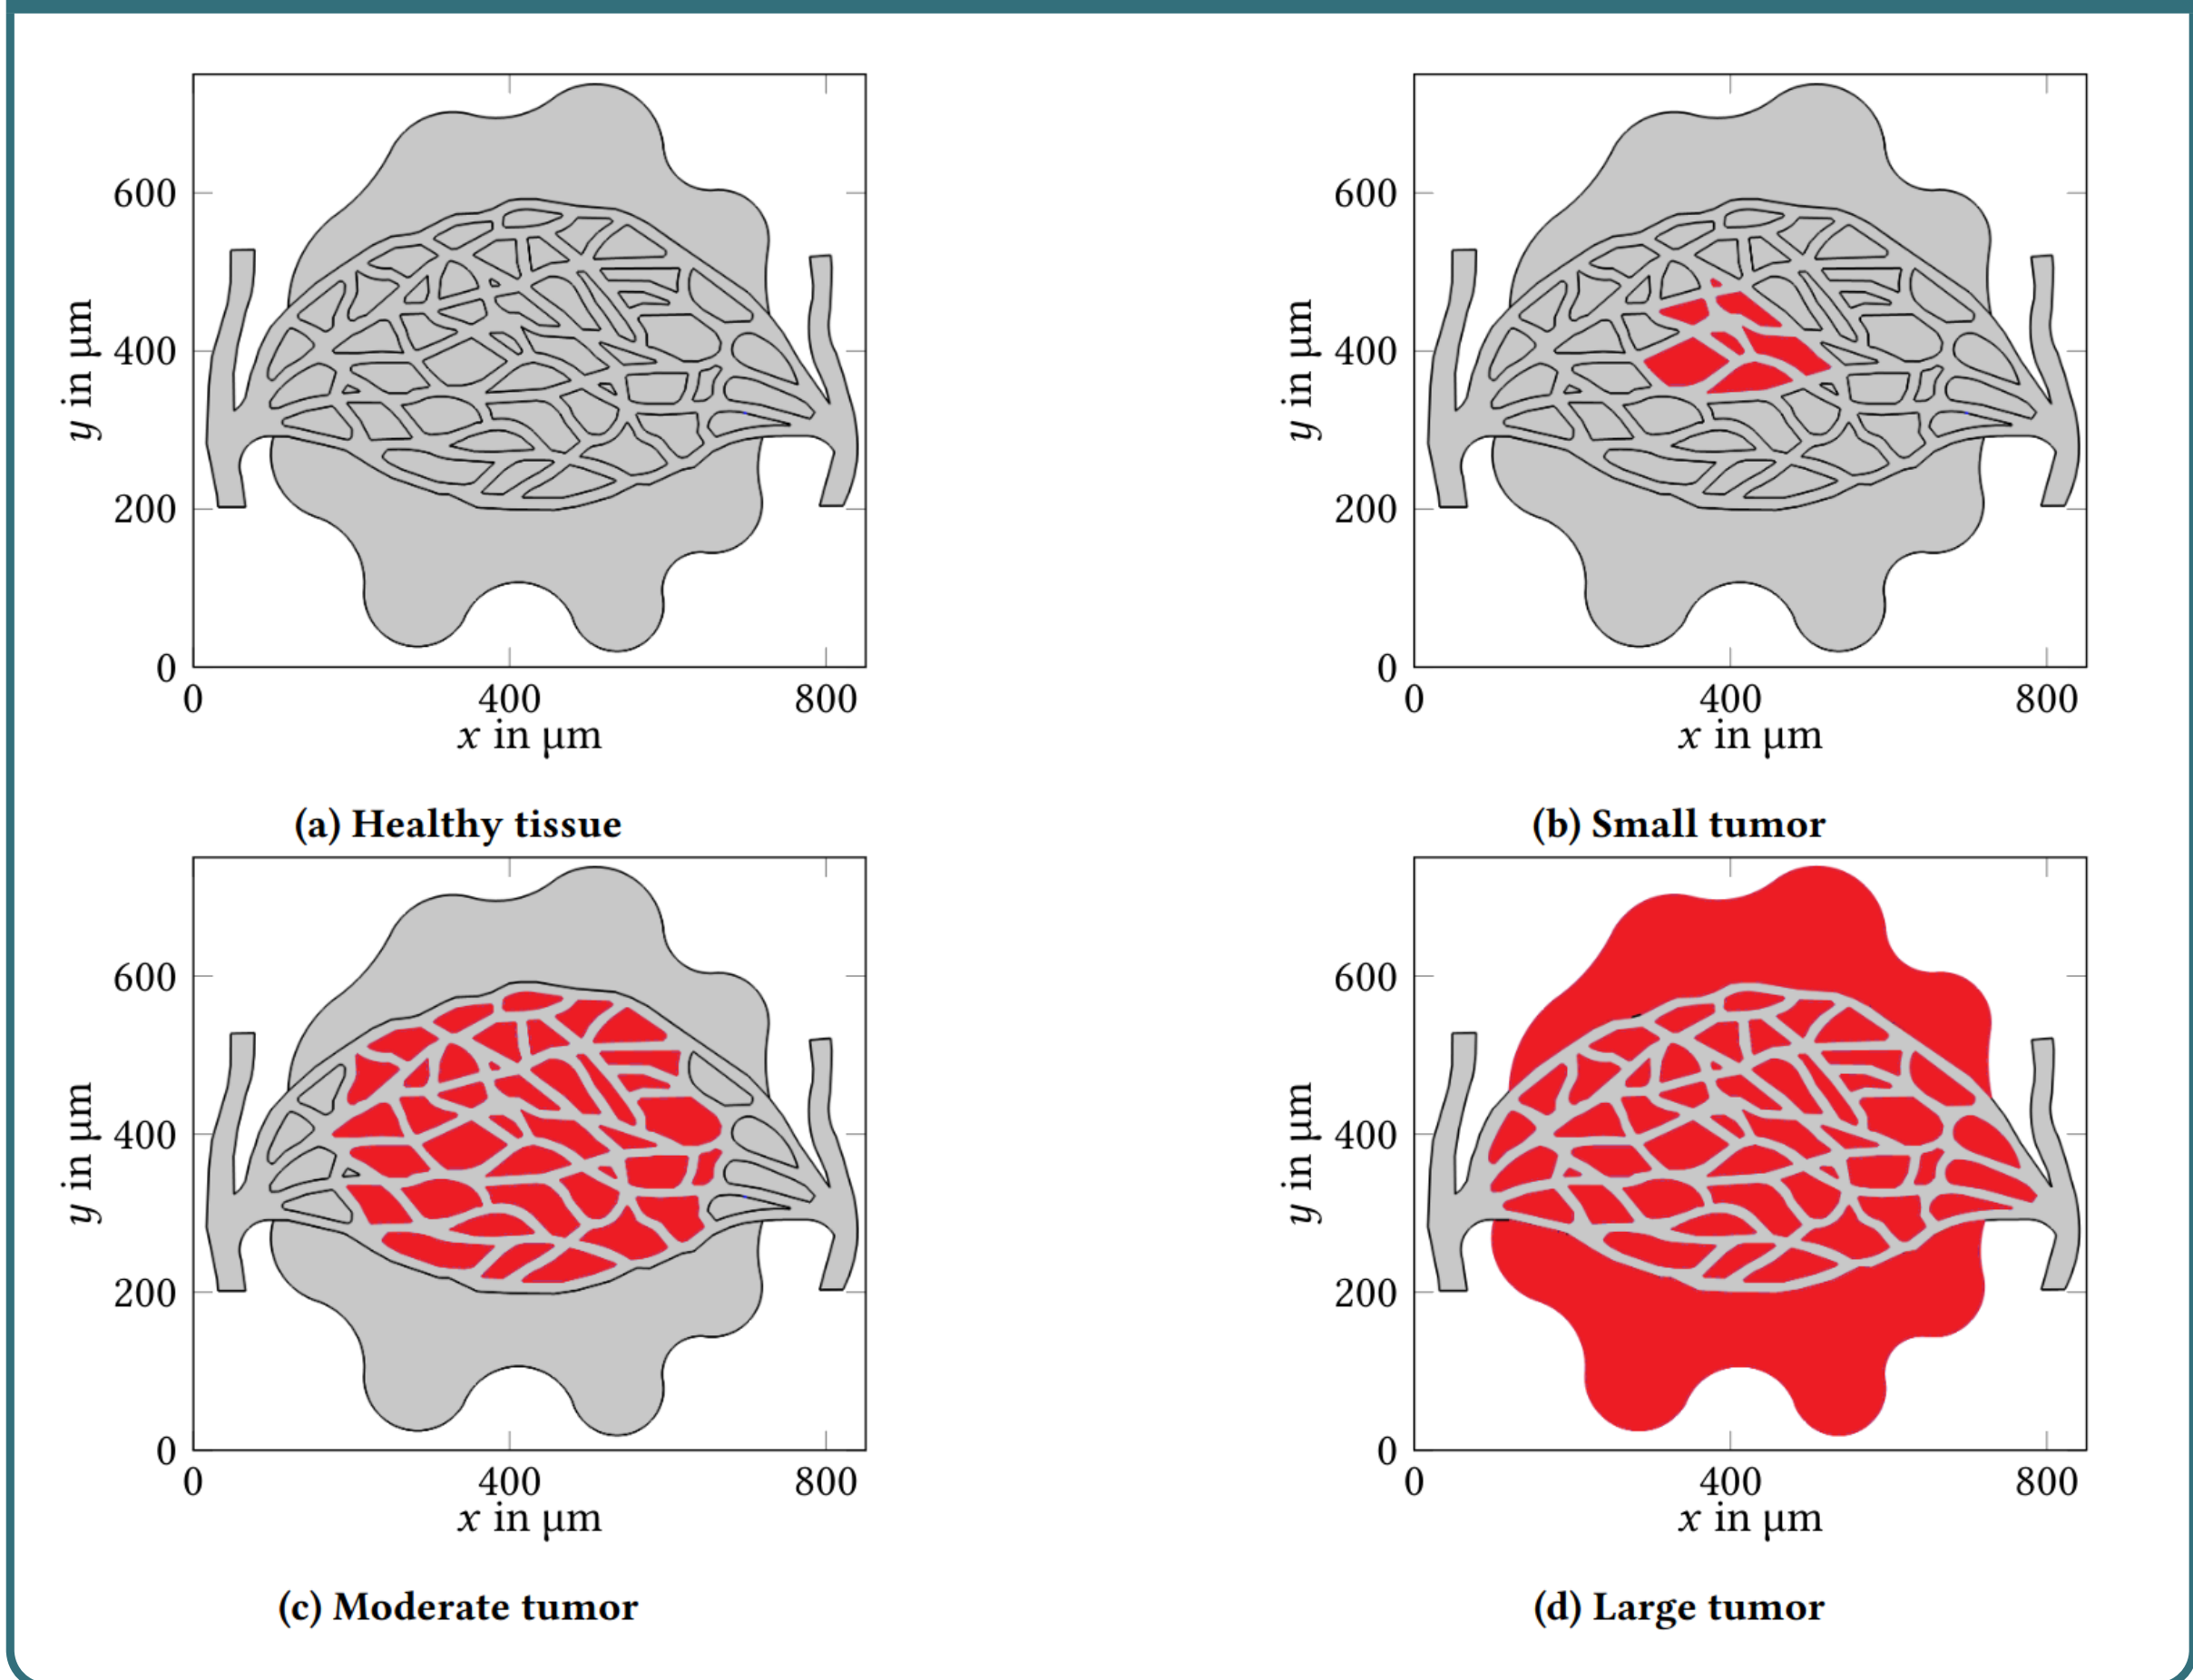 600
400
200
0
0 400 800
y in µm
x in µm
(a) Healthy tissue
600
400
200
0
0 400 800
y in µm
x in µm
(b) Small tumor
600
400
200
0
0 400 800
y in µm
x in µm
(c) Moderate tumor
600
400
200
0
0 400 800
y in µm
x in µm
(d) Large tumor